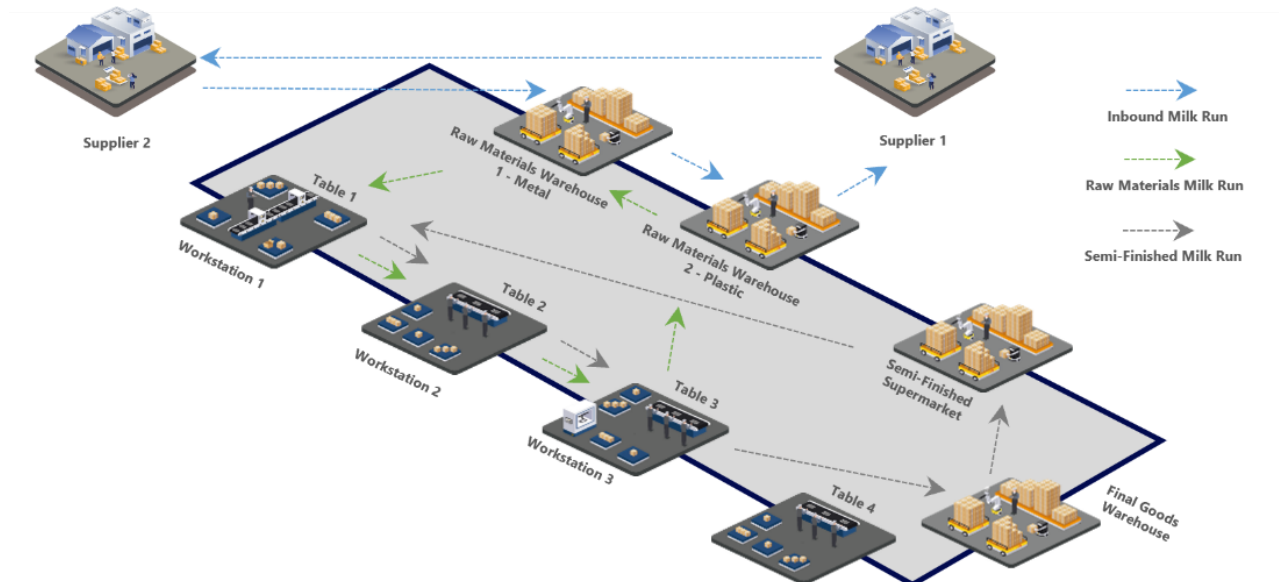 Supplier 2
Supplier 1
Inbound Milk Run
Raw Materials Milk Run
Semi-Finished Milk Run
Raw Materials Warehouse
1 - Metal
Raw Materials Warehouse
2 - Plastic
Table 1
Workstation 1
Table 2
Workstation 2
Table 3
Workstation 3
Semi-Finished
Supermarket
Table 4
Final Goods
Warehouse